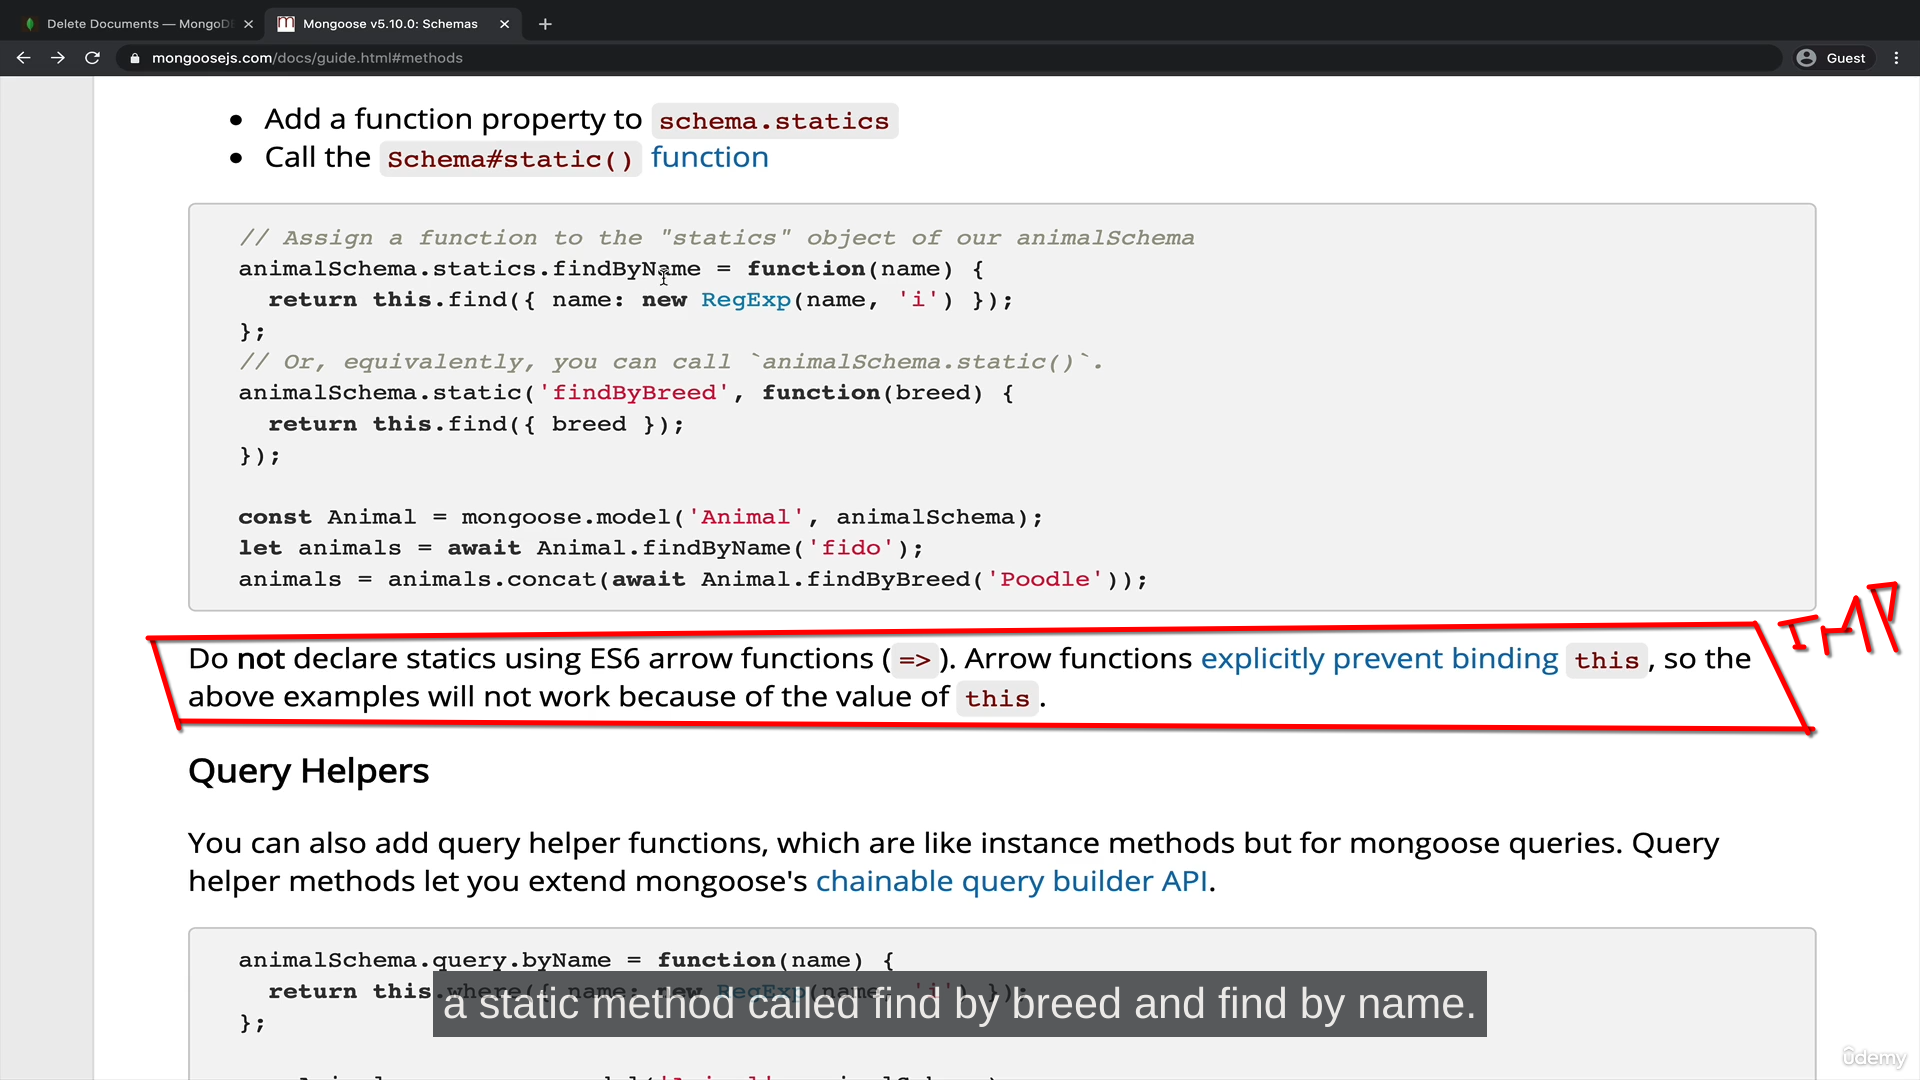 Delete Documents — MongoD
Mongoose v5.10.0: Schemas
mongoosejs.com/docs/guide.html#methods
Guest
• Add a function property to schema.statics
• Call the Schema#static() function
// Assign a function to the "statics" object of our animalSchema
animalSchema.statics.findByName = function(name) {
return this.find({ name: new RegExp(name, 'i') });
};
// Or, equivalently, you can call `animalSchema.static()`.
animalSchema.static('findByBreed', function(breed) {
return this.find({ breed });
});
const Animal = mongoose.model('Animal', animalSchema);
let animals = await Animal.findByName('fido');
animals = animals.concat(await Animal.findByBreed('Poodle'));
IMP
Do not declare statics using ES6 arrow functions (=>). Arrow functions explicitly prevent binding this, so the
above examples will not work because of the value of this.
Query Helpers
You can also add query helper functions, which are like instance methods but for mongoose queries. Query
helper methods let you extend mongoose's chainable query builder API.
animalSchema.query.byName = function(name) {
return this.where({ name: new RegExp(name, 'i') });
a static method called find by breed and find by name.
};
udemy